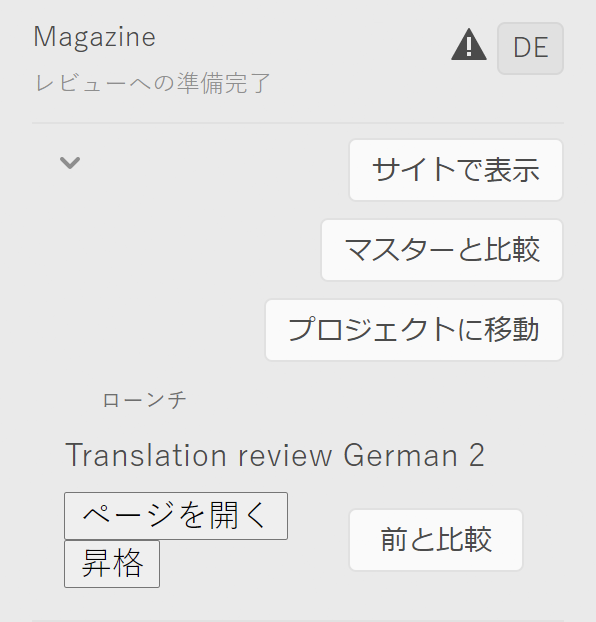 Magazine
DE
レビューへの準備完了
サイトで表示
マスターと比較
プロジェクトに移動
ローンチ
Translation review German 2
ページを開く
前と比較
昇格